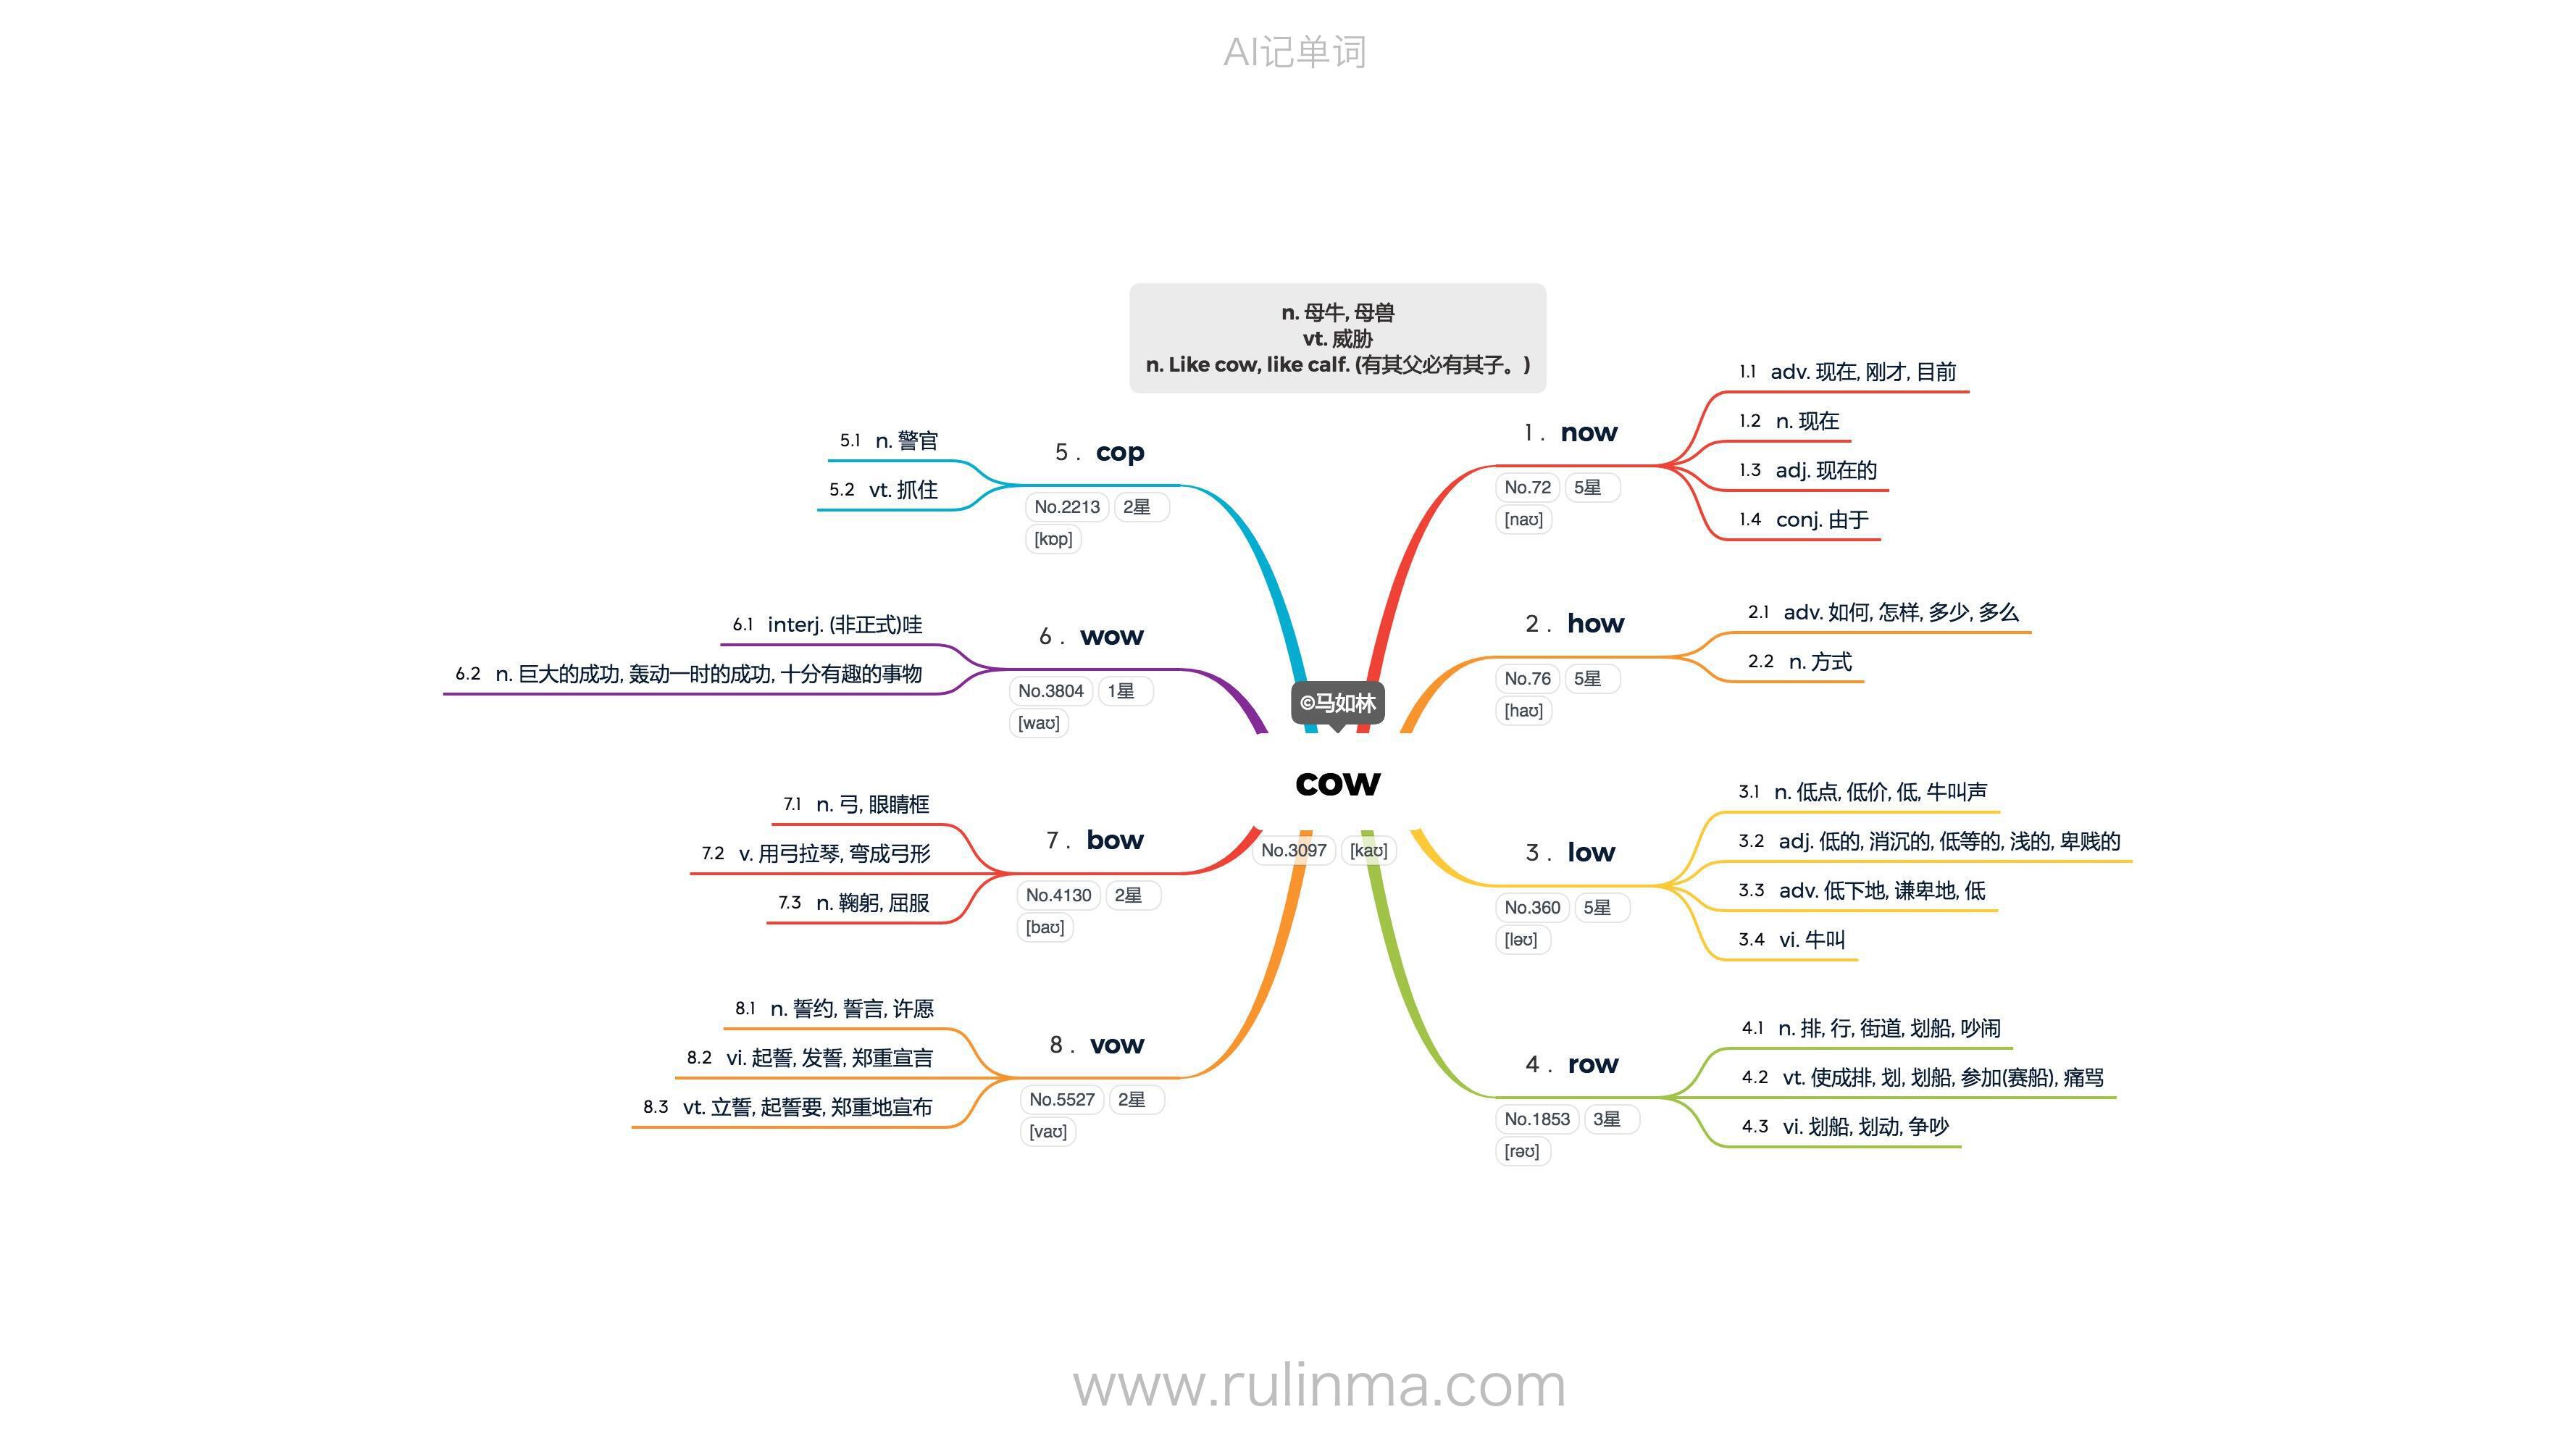 AI记单词
n. 母牛, 母兽
vt. 威胁
n. Like cow, like calf. (有其父必有其子。)
©马如林
cow
No.3097 [kaʊ]
1 . now
No.72 5星
[naʊ]
1.1 adv. 现在, 刚才, 目前
1.2 n. 现在
1.3 adj. 现在的
1.4 conj. 由于
2 . how
No.76 5星
[haʊ]
2.1 adv. 如何, 怎样, 多少, 多么
2.2 n. 方式
3 . low
No.360 5星
[ləʊ]
3.1 n. 低点, 低价, 低, 牛叫声
3.2 adj. 低的, 消沉的, 低等的, 浅的, 卑贱的
3.3 adv. 低下地, 谦卑地, 低
3.4 vi. 牛叫
4 . row
No.1853 3星
[rəʊ]
4.1 n. 排, 行, 街道, 划船, 吵闹
4.2 vt. 使成排, 划, 划船, 参加(赛船), 痛骂
4.3 vi. 划船, 划动, 争吵
5 . cop
No.2213 2星
[kɒp]
5.1 n. 警官
5.2 vt. 抓住
6 . wow
No.3804 1星
[waʊ]
6.1 interj. (非正式)哇
6.2 n. 巨大的成功, 轰动一时的成功, 十分有趣的事物
7 . bow
No.4130 2星
[baʊ]
7.1 n. 弓, 眼睛框
7.2 v. 用弓拉琴, 弯成弓形
7.3 n. 鞠躬, 屈服
8 . vow
No.5527 2星
[vaʊ]
8.1 n. 誓约, 誓言, 许愿
8.2 vi. 起誓, 发誓, 郑重宣言
8.3 vt. 立誓, 起誓要, 郑重地宣布
www.rulinma.com